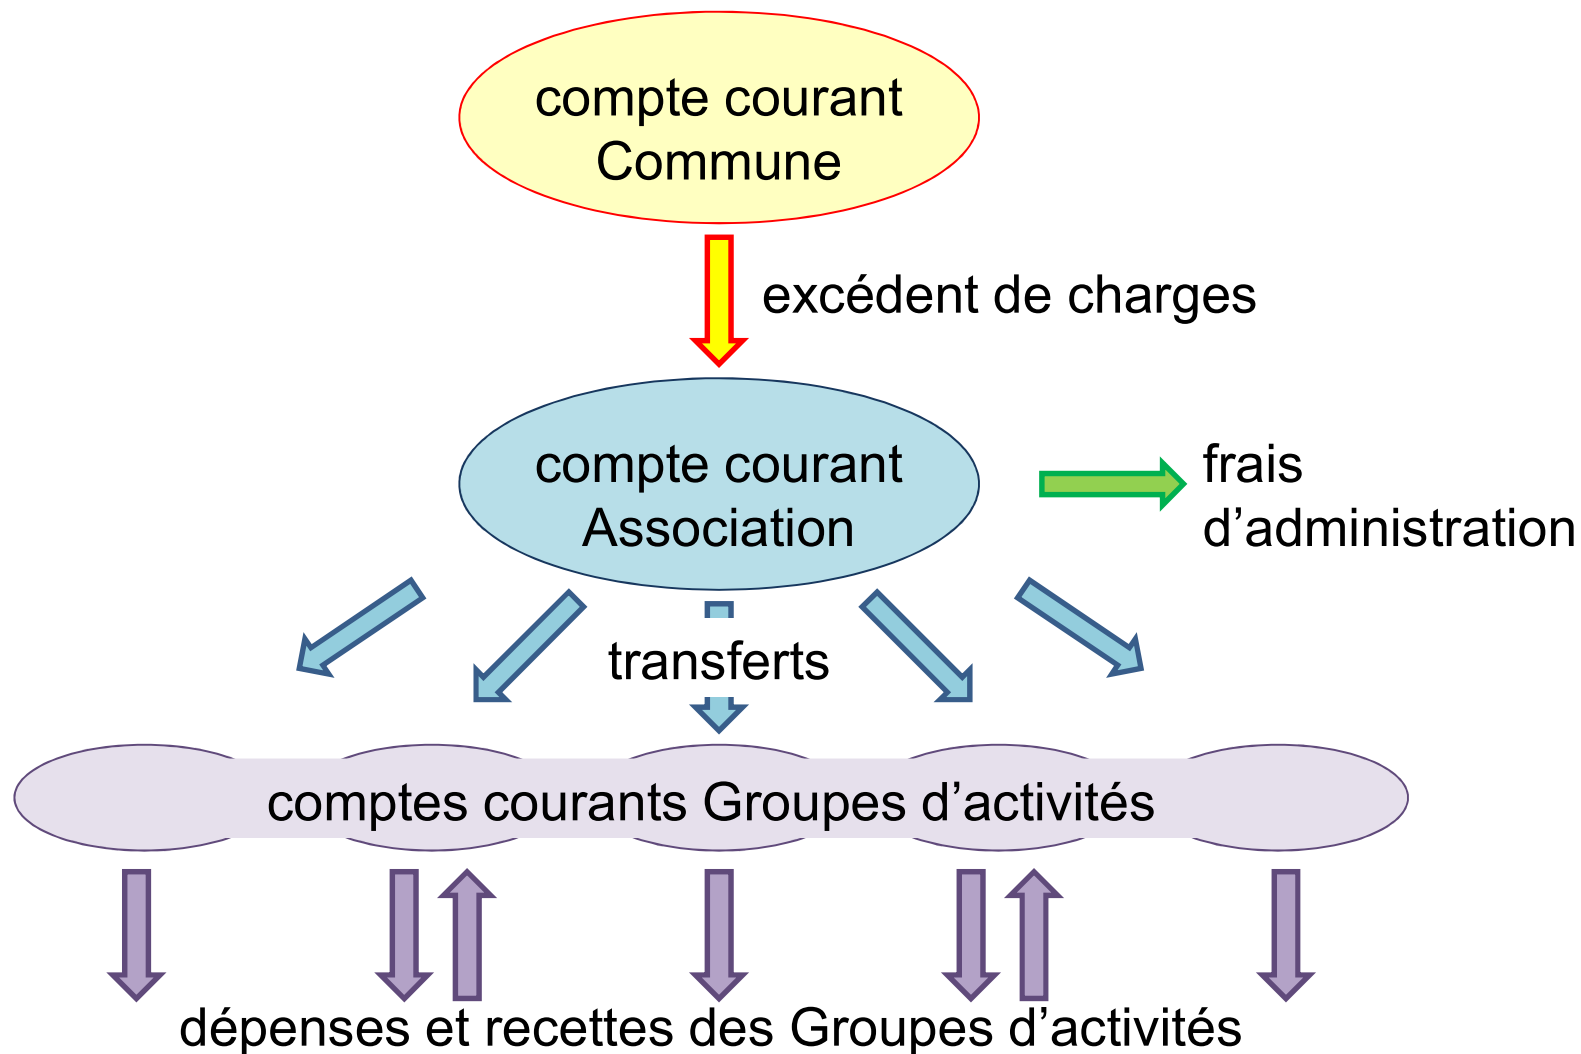 compte courant
Commune
excédent de charges
compte courant
Association
frais
d’administration
transferts
comptes courants Groupes d’activités
dépenses et recettes des Groupes d’activités